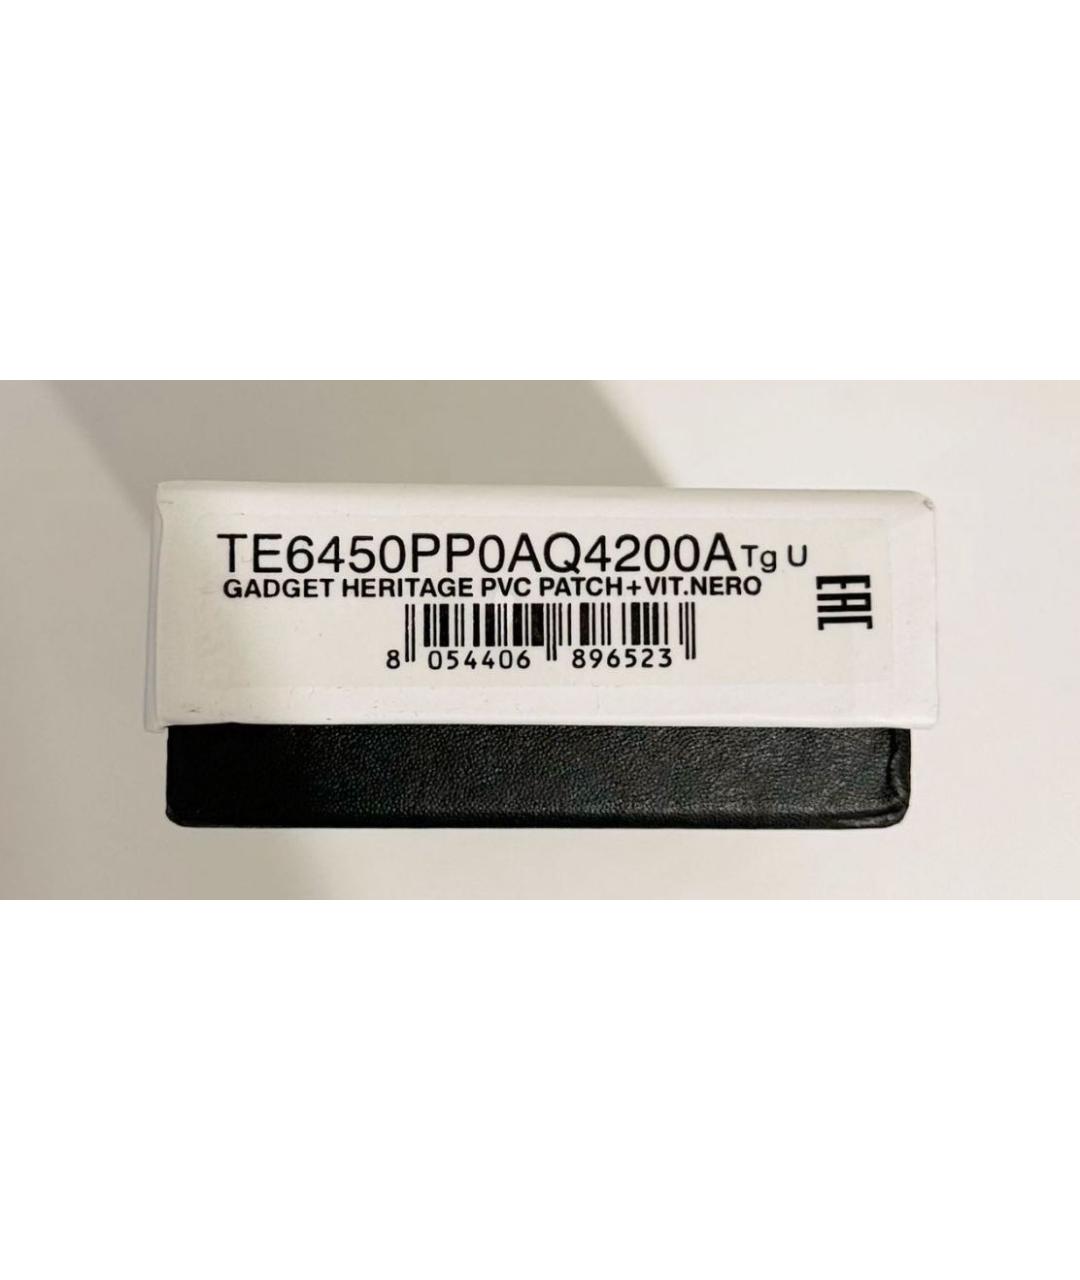 TE6450PP0AQ4200A Tg U
GADGET HERITAGE PVC PATCH+VIT.NERO
EAC
8 054406 896523